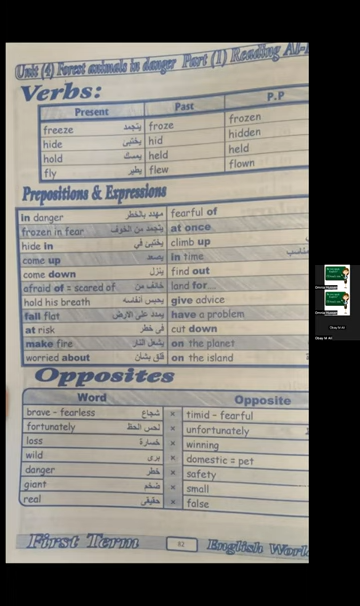 Unit (4) Forest animals in danger Part (1) Reading
Verbs:
Present Past P.P
freeze يتجمد froze frozen
hide يختبئ hid hidden
hold يمسك held held
fly يطير flew flown
Prepositions & Expressions
in danger مهدد بالخطر fearful of
frozen in fear يتجمد من الخوف at once
hide in يختبئ في climb up
come up يصعد in time
come down ينزل find out
afraid of = scared of خائف من land for
hold his breath يحبس أنفاسه give advice
fall flat يمدد على الأرض have a problem
at risk في خطر cut down
make fire يشعل النار on the planet
worried about قلق بشأن on the island
Opposites
Word Opposite
brave - fearless شجاع × timid - fearful
fortunately لحسن الحظ × unfortunately
loss خسارة × winning
wild برى × domestic = pet
danger خطر × safety
giant ضخم × small
real حقيقى × false
First Term 82 English